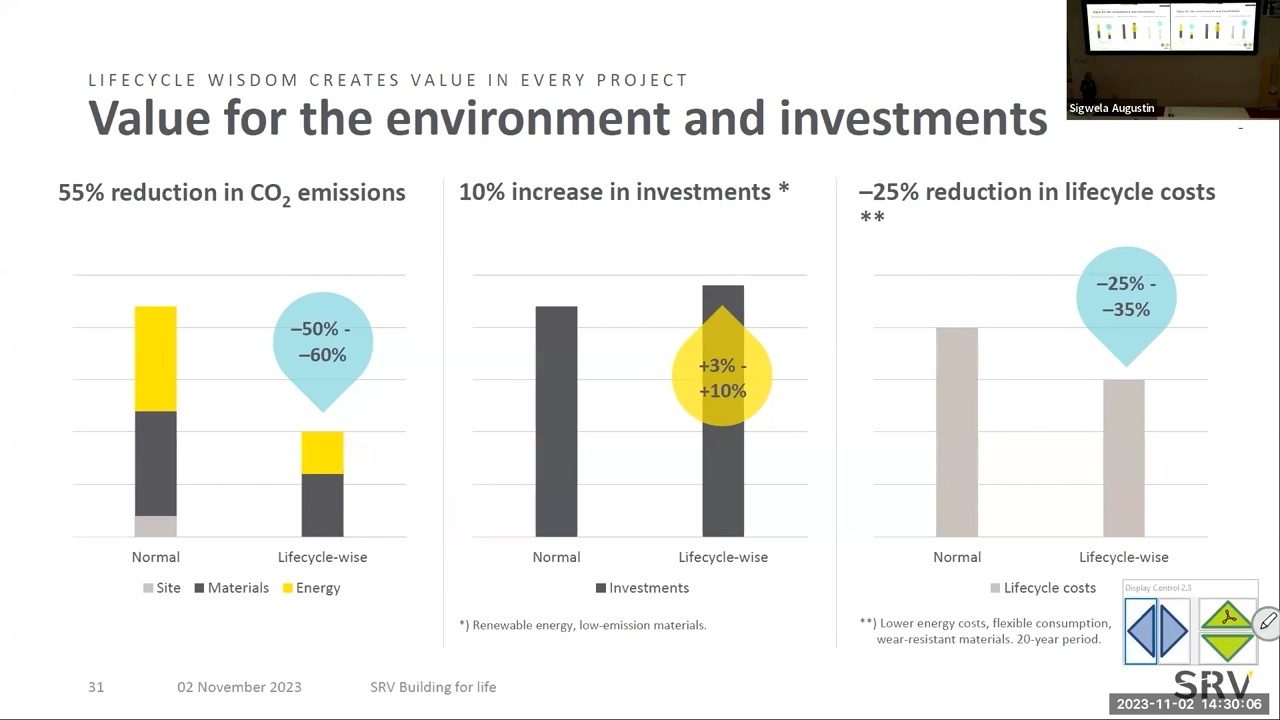 LIFECYCLE WISDOM CREATES VALUE IN EVERY PROJECT
Value for the environment and investments
Sigwela Augustin
55% reduction in CO₂ emissions
–50% -
–60%
Normal
Lifecycle-wise
Site
Materials
Energy
10% increase in investments *
+3% -
+10%
Normal
Lifecycle-wise
Investments
*) Renewable energy, low-emission materials.
–25% reduction in lifecycle costs
**
–25% -
–35%
Normal
Lifecycle-wise
Lifecycle costs
**) Lower energy costs, flexible consumption,
wear-resistant materials. 20-year period.
Display Control 2.3
31
02 November 2023
SRV Building for life
SRV
2023-11-02 14:30:06